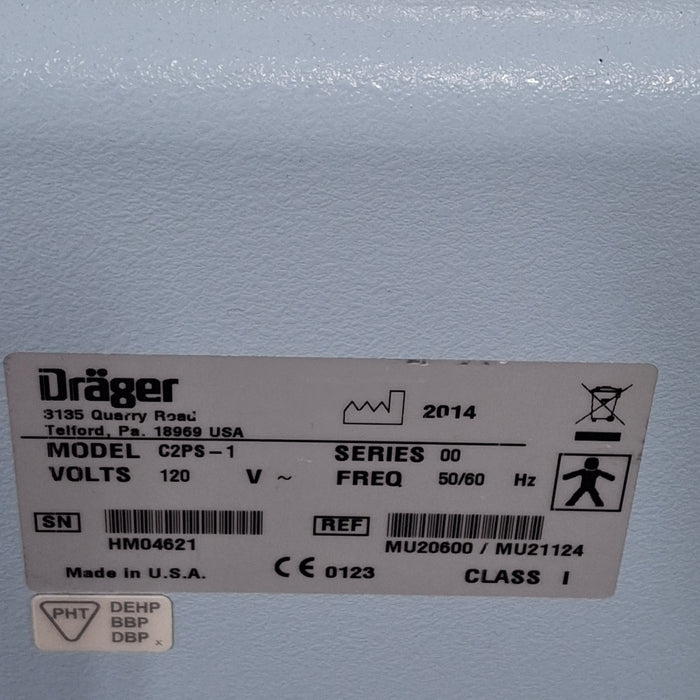 Dräger
3135 Quarry Road
Telford, Pa. 18969 USA
2014
MODEL C2PS-1 SERIES 00
VOLTS 120 V ~ FREQ 50/60 Hz
SN HM04621 REF MU20600 / MU21124
Made in U.S.A. CE 0123 CLASS I
PHT DEHP
BBP
DBP